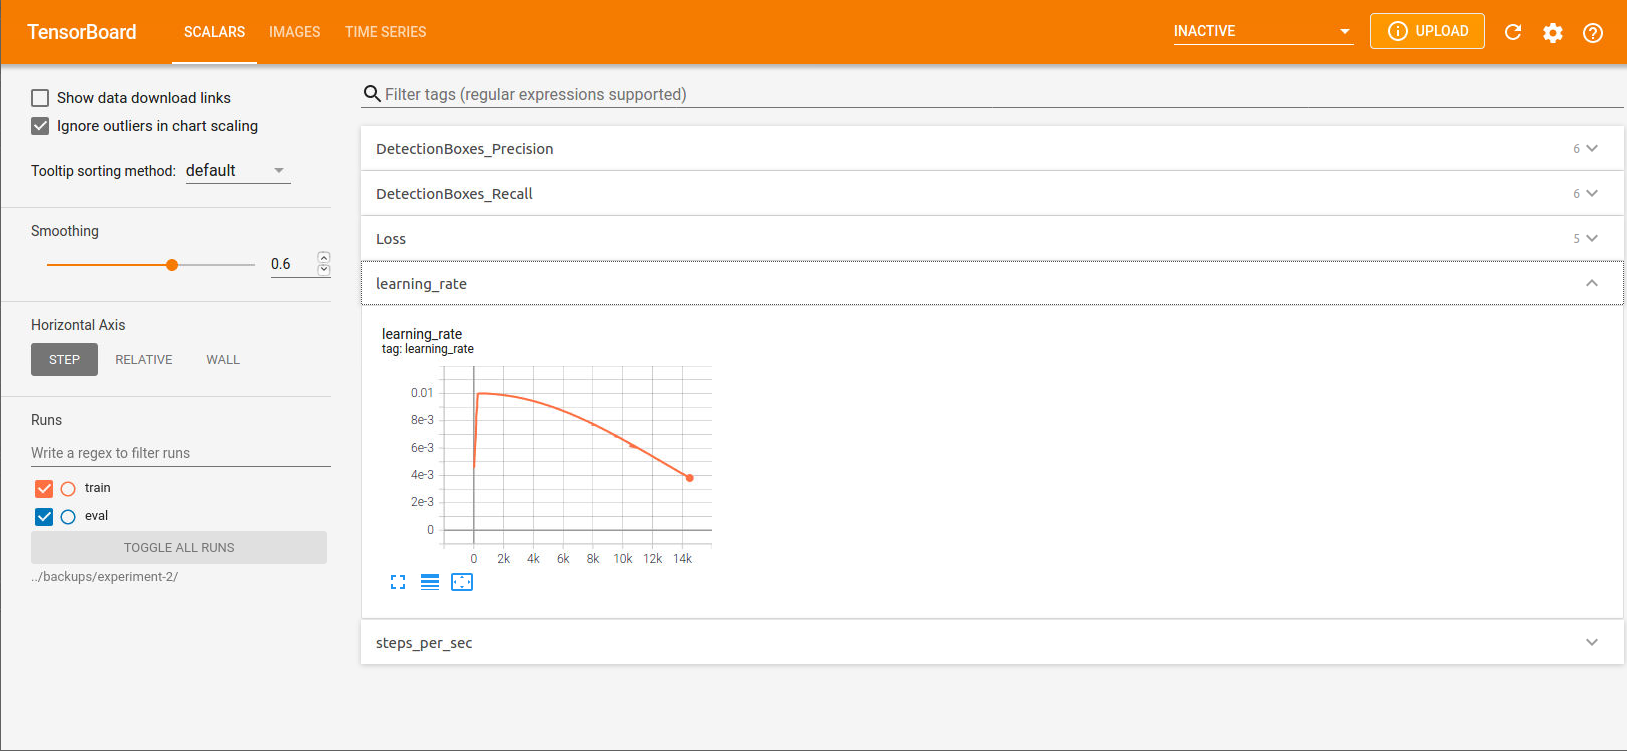 TensorBoard SCALARS IMAGES TIME SERIES INACTIVE UPLOAD
Show data download links
Ignore outliers in chart scaling
Tooltip sorting method: default
Smoothing
0.6
Horizontal Axis
STEP RELATIVE WALL
Runs
Write a regex to filter runs
train
eval
TOGGLE ALL RUNS
../backups/experiment-2/
Filter tags (regular expressions supported)
DetectionBoxes_Precision 6
DetectionBoxes_Recall 6
Loss 5
learning_rate
learning_rate
tag: learning_rate
0.01
8e-3
6e-3
4e-3
2e-3
0
0 2k 4k 6k 8k 10k 12k 14k
steps_per_sec